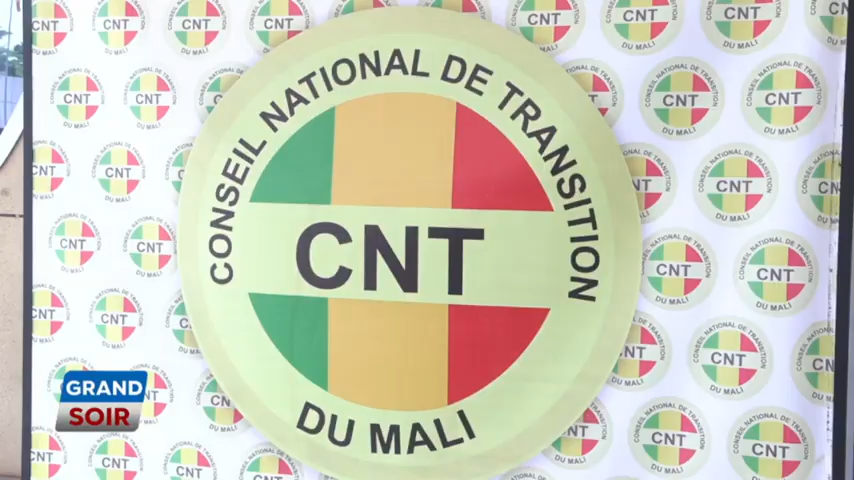 CONSEIL NATIONAL DE TRANSITION
CNT
DU MALI
GRAND
SOIR